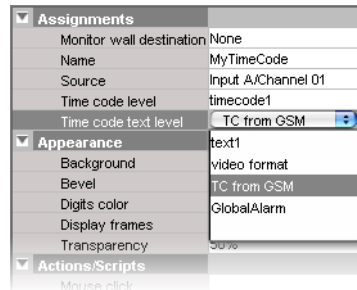 Assignments
Monitor wall destination None
Name MyTimeCode
Source Input A/Channel 01
Time code level timecode1
Time code text level TC from GSM
Appearance text1
Background video format
Bevel TC from GSM
Digits color GlobalAlarm
Display frames
Transparency 50%
Actions/Scripts
Mouse click